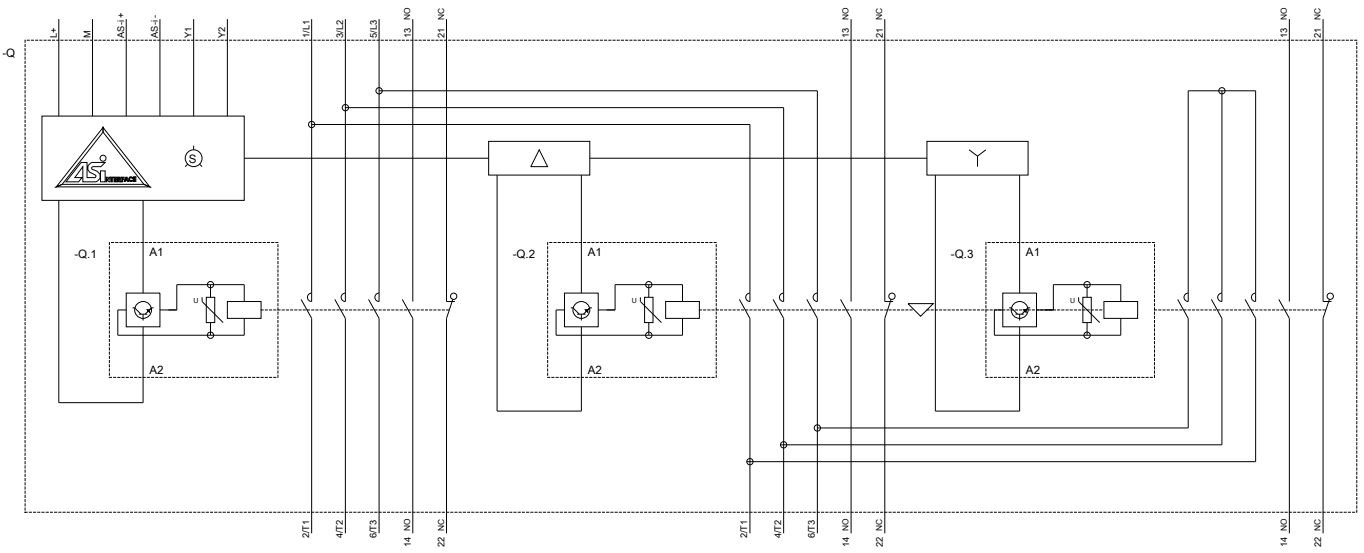 L+
M
AS-i +
AS-i -
Y1
Y2
1/L1
3/L2
5/L3
13 NO
21 NC
13 NO
21 NC
13 NO
21 NC
-Q
ASi INTERFACE
S
-Q.1
A1
-Q.2
A1
-Q.3
A1
U
U
U
A2
A2
A2
2/T1
4/T2
6/T3
14 NO
22 NC
2/T1
4/T2
6/T3
14 NO
22 NC
14 NO
22 NC